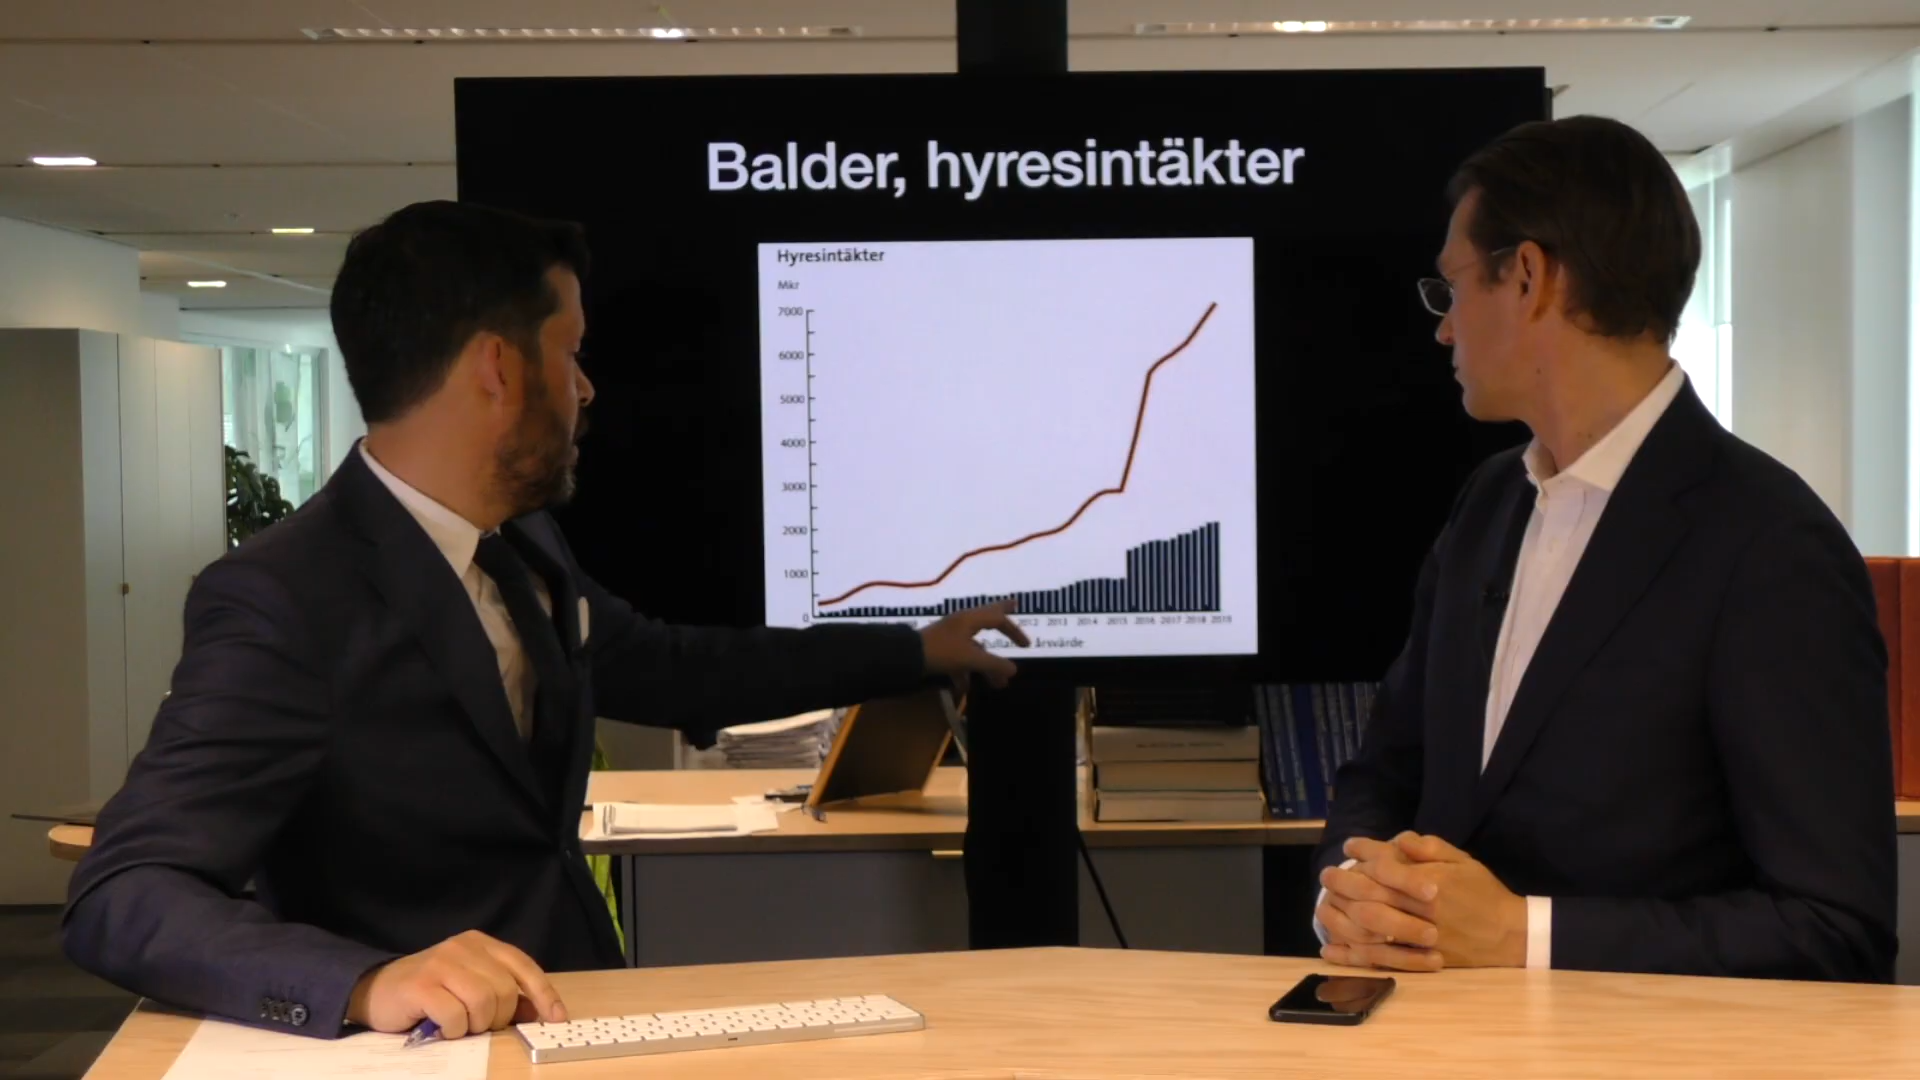 Balder, hyresintäkter
Hyresintäkter
Mkr
7000
6000
5000
4000
3000
2000
1000
0
2012 2013 2014 2015 2016 2017 2018 2019
årsvärde